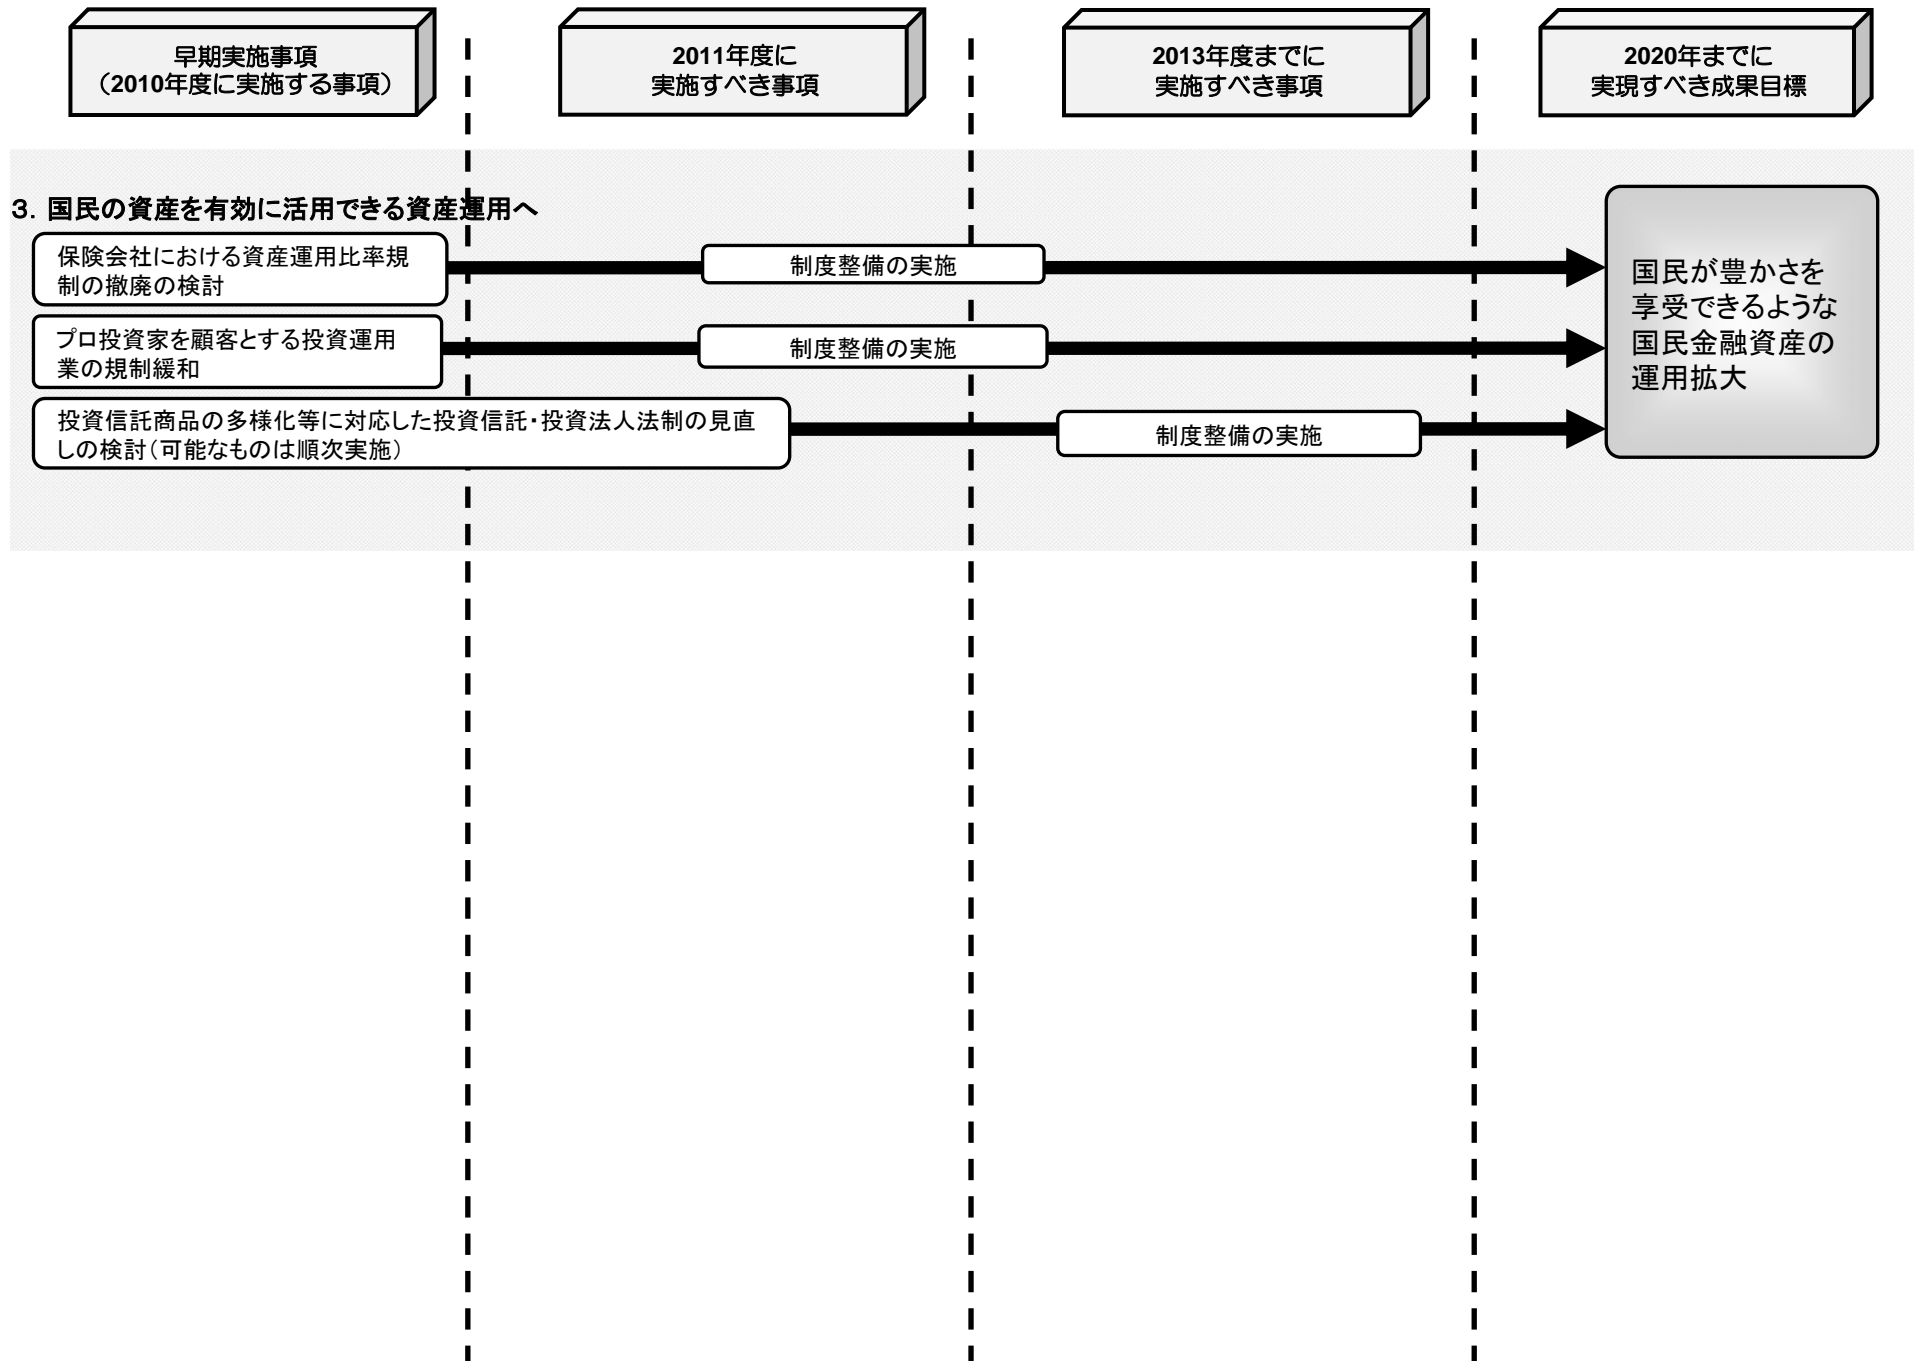 早期実施事項
（2010年度に実施する事項）
2011年度に
実施すべき事項
2013年度までに
実施すべき事項
2020年までに
実現すべき成果目標
３．国民の資産を有効に活用できる資産運用へ
保険会社における資産運用比率規
制の撤廃の検討
制度整備の実施
プロ投資家を顧客とする投資運用
業の規制緩和
制度整備の実施
投資信託商品の多様化等に対応した投資信託・投資法人法制の見直
しの検討（可能なものは順次実施）
制度整備の実施
国民が豊かさを
享受できるような
国民金融資産の
運用拡大